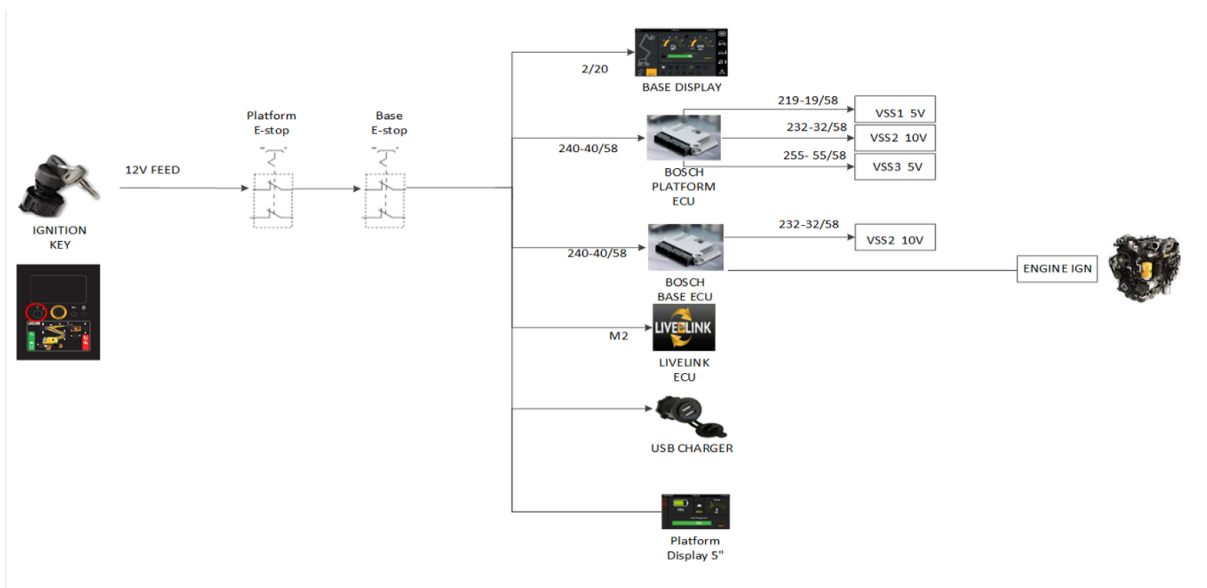 2/20
BASE DISPLAY
Platform
E-stop
Base
E-stop
12V FEED
IGNITION
KEY
240-40/58
BOSCH
PLATFORM
ECU
219-19/58
VSS1 5V
232-32/58
VSS2 10V
255- 55/58
VSS3 5V
240-40/58
BOSCH
BASE ECU
232-32/58
VSS2 10V
ENGINE IGN
M2
LIVELINK
LIVELINK
ECU
USB CHARGER
Platform
Display 5"